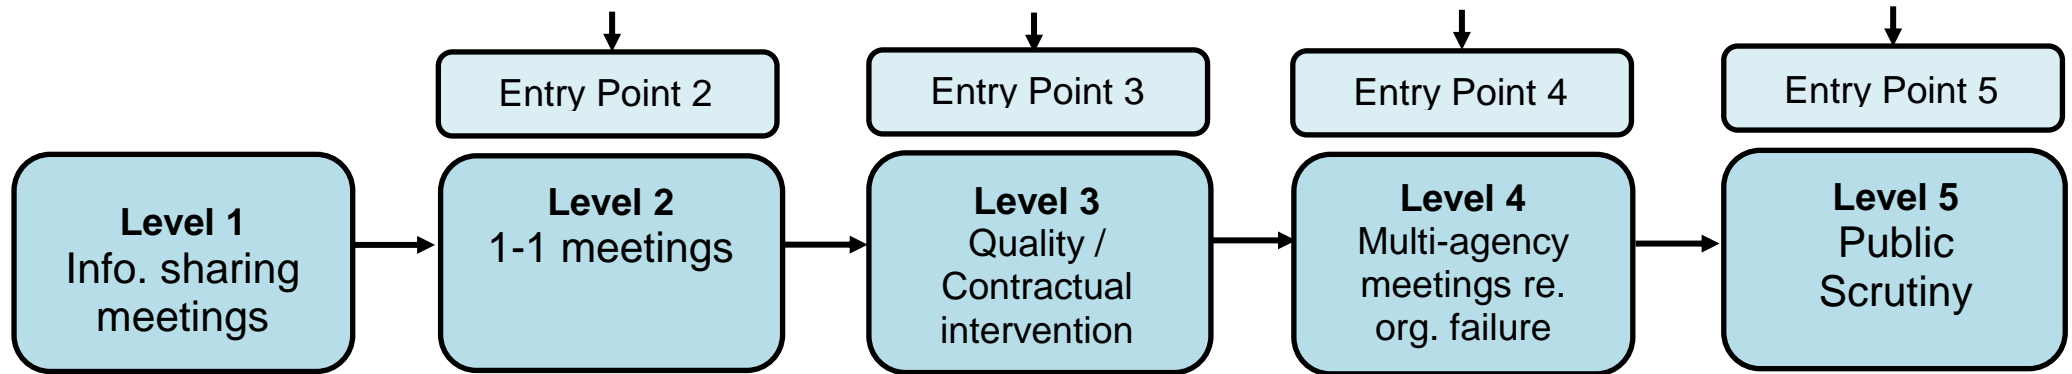 Entry Point 2
Entry Point 3
Entry Point 4
Entry Point 5
Level 1
Info. sharing
meetings
Level 2
1-1 meetings
Level 3
Quality /
Contractual
intervention
Level 4
Multi-agency
meetings re.
org. failure
Level 5
Public
Scrutiny